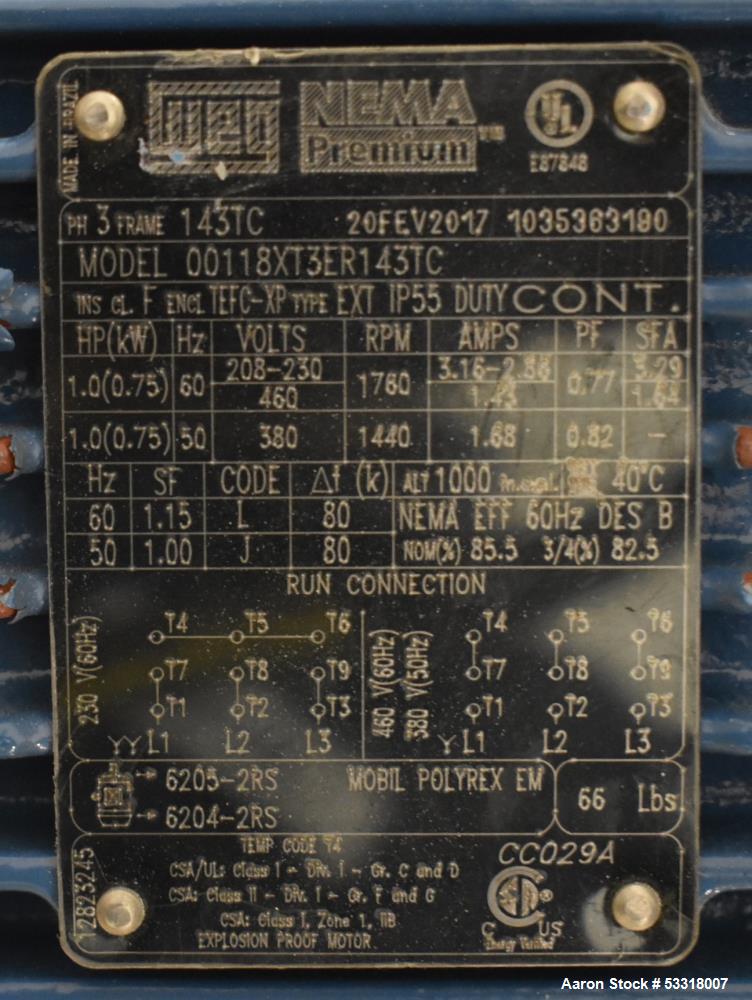 MADE IN BRAZIL
WEG NEMA Premium™ UL
E87848
PH 3 FRAME 143TC 20FEV2017 1035363190
MODEL 00118XT3ER143TC
INS CL. F ENCL TEFC-XP TYPE EXT IP55 DUTY CONT.
HP(kW) Hz VOLTS RPM AMPS PF SFA
1.0(0.75) 60 208-230 1760 3.16-2.86 0.77 3.29
460 1.43 1.64
1.0(0.75) 50 380 1440 1.68 0.82 -
Hz SF CODE Δt (k) ALT 1000 40°C
60 1.15 L 80 NEMA EFF 60Hz DES B
50 1.00 J 80 NOM(%) 85.5 3/4(%) 82.5
RUN CONNECTION
230 V(60Hz)
T4 T5 T6
T7 T8 T9
T1 T2 T3
YY L1 L2 L3
460 V(60Hz)
380 V(50Hz)
T4 T5 T6
T7 T8 T9
T1 T2 T3
Y L1 L2 L3
6205-2RS MOBIL POLYREX EM
6204-2RS
66 Lbs.
12823245
TEMP CODE T4
CSA/UL: Class I - Div. I - Gr. C and D
CSA: Class II - Div. I - Gr. F and G
CSA: Class I, Zone 1, IIB
EXPLOSION PROOF MOTOR
CC029A
C US
Energy Verified
Aaron Stock # 53318007